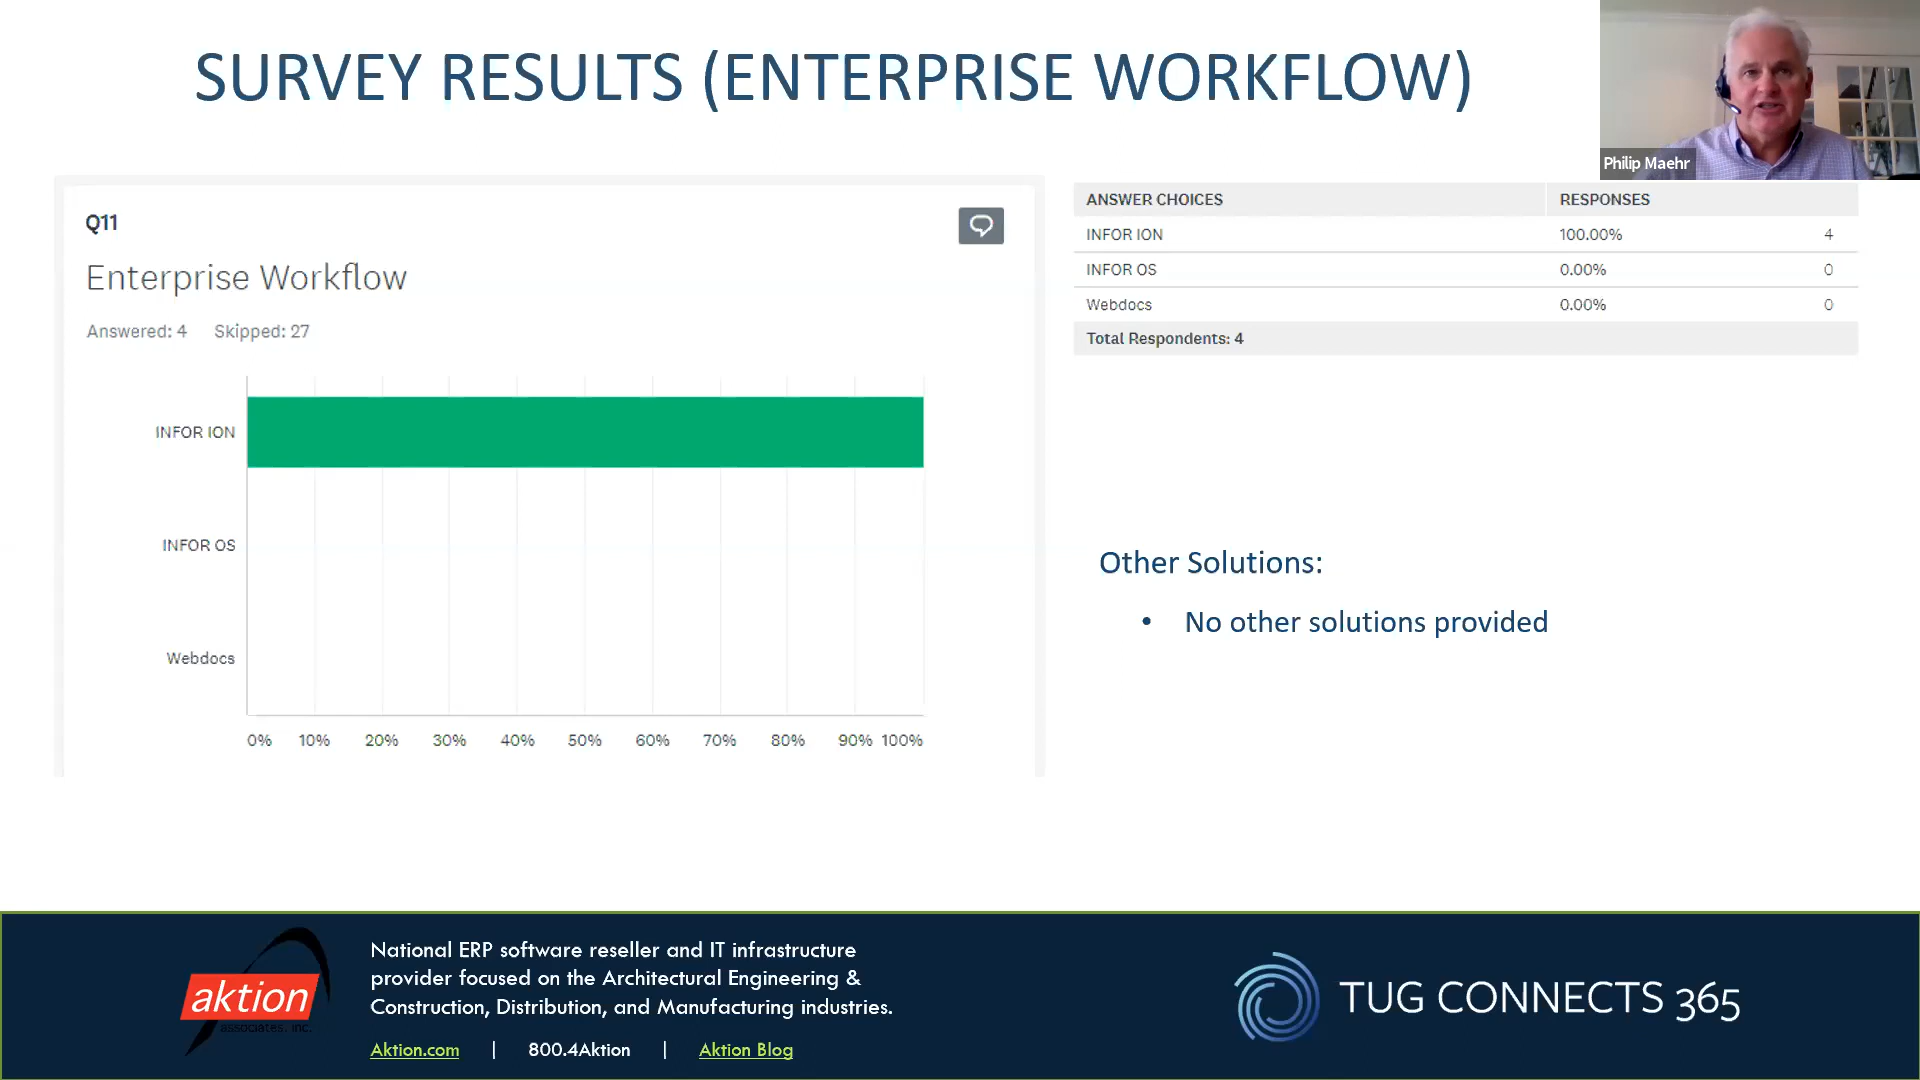 SURVEY RESULTS (ENTERPRISE WORKFLOW)
Philip Maehr
Q11
Enterprise Workflow
Answered: 4 Skipped: 27
INFOR ION
INFOR OS
Webdocs
0% 10% 20% 30% 40% 50% 60% 70% 80% 90% 100%
ANSWER CHOICES RESPONSES
INFOR ION 100.00% 4
INFOR OS 0.00% 0
Webdocs 0.00% 0
Total Respondents: 4
Other Solutions:
• No other solutions provided
aktion
associates, inc.
National ERP software reseller and IT infrastructure
provider focused on the Architectural Engineering &
Construction, Distribution, and Manufacturing industries.
Aktion.com | 800.4Aktion | Aktion Blog
TUG CONNECTS 365